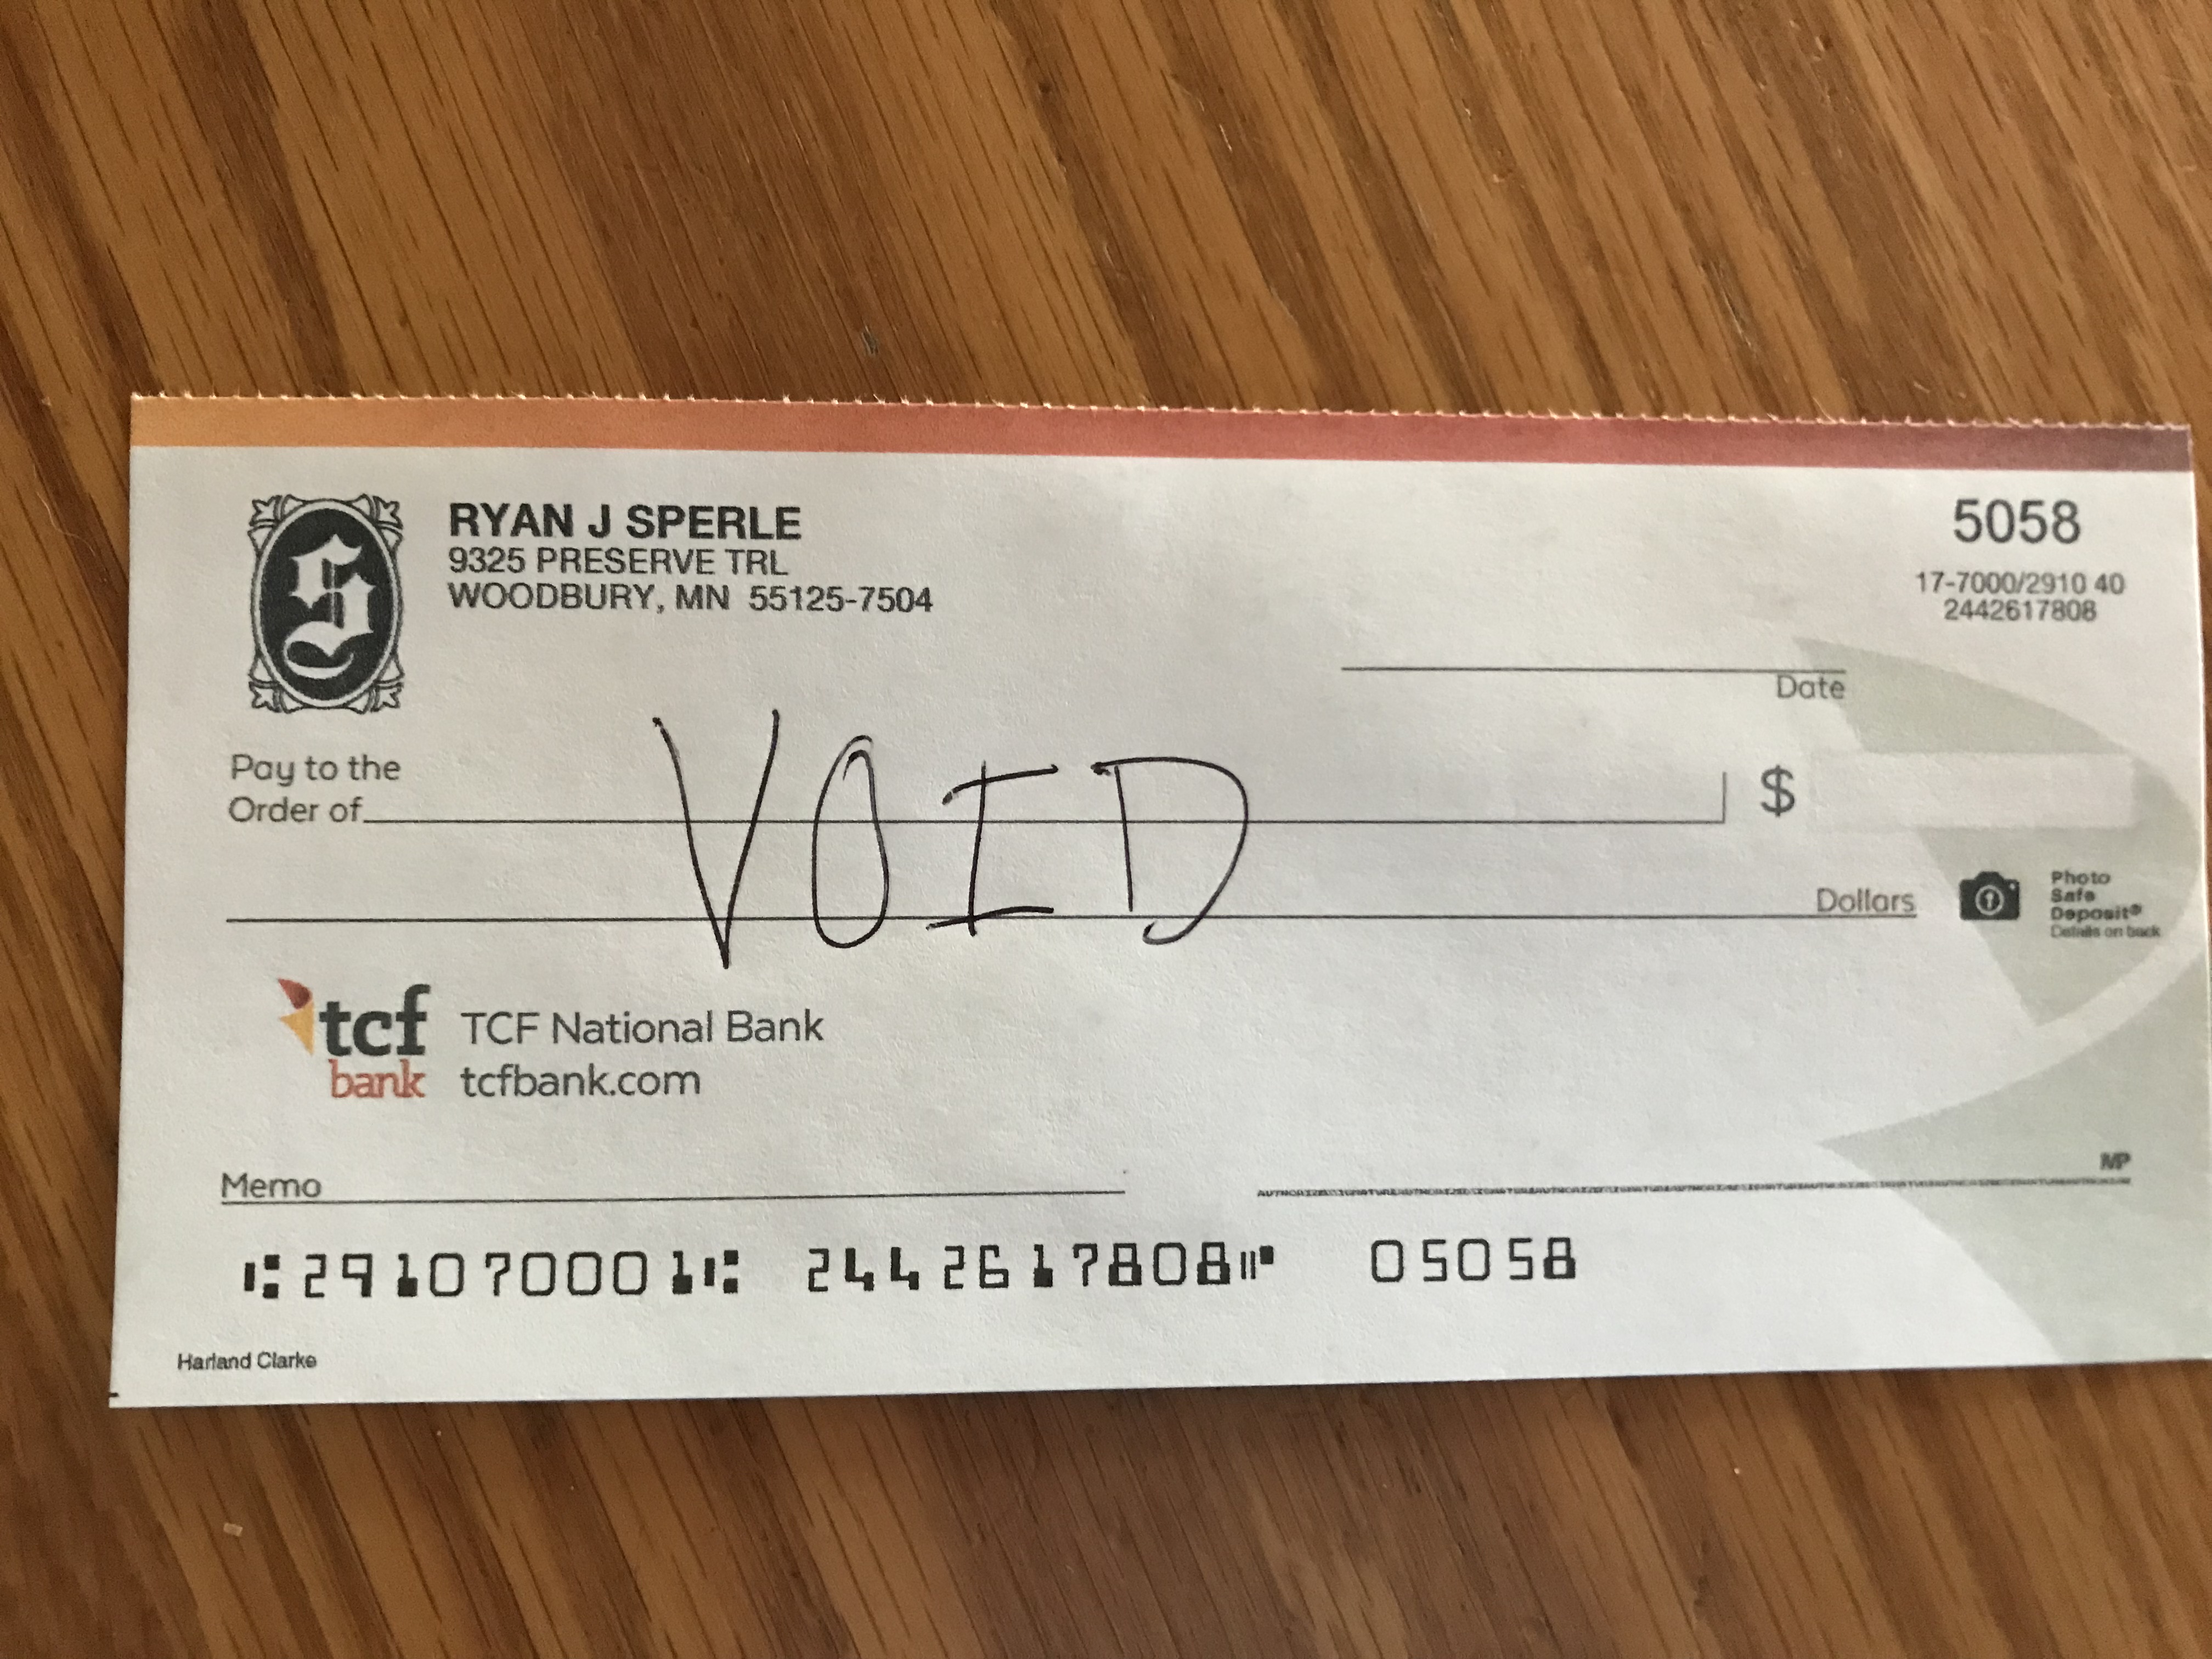 RYAN J SPERLE
9325 PRESERVE TRL
WOODBURY, MN 55125-7504
5058
17-7000/2910 40
2442617808
Date
Pay to the
Order of
VOID
$
Dollars
Photo
Safe
Deposit®
Details on back
tcf
bank
TCF National Bank
tcfbank.com
Memo
MP
⑆291070001⑆ 2442617808⑈ 05058
Harland Clarke